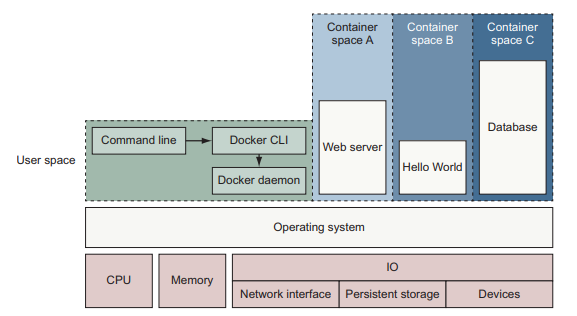 Container
space A
Container
space B
Container
space C
Command line
Docker CLI
Docker daemon
User space
Web server
Hello World
Database
Operating system
CPU
Memory
IO
Network interface
Persistent storage
Devices